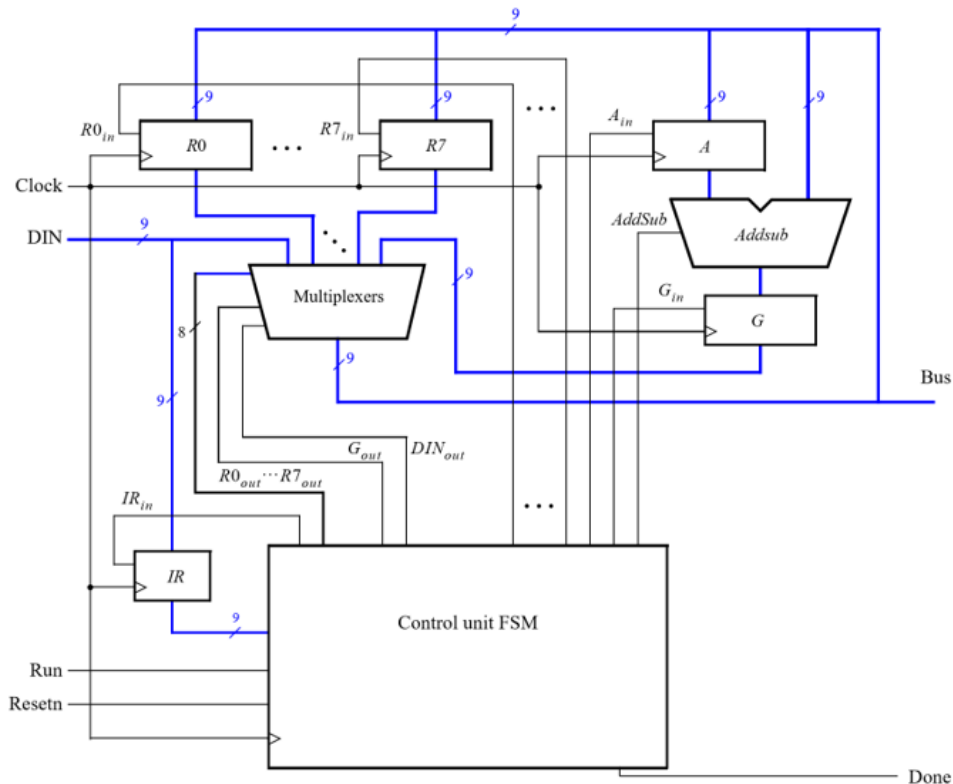 9
9
9
9
9
R0in
R7in
Ain
R0
R7
A
Clock
DIN
9
AddSub
Addsub
Multiplexers
9
8
Gin
G
9
Bus
9
Gout
DINout
R0out…R7out
IRin
IR
Control unit FSM
9
Run
Resetn
Done